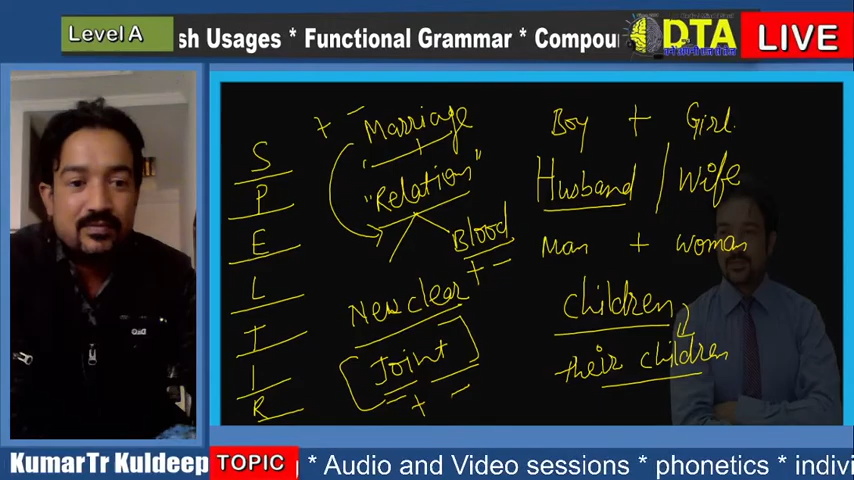 Level A
sh Usages * Functional Grammar * Compou
DTA
LIVE
S
P
E
L
I
I
R
+ -
Marriage
+
"Relation"
Blood
+ -
Newclear
Joint
- + -
Boy + Girl.
Husband / Wife
Man + woman
children
their children
KumarTr Kuldeep
TOPIC
* Audio and Video sessions * phonetics * indivi